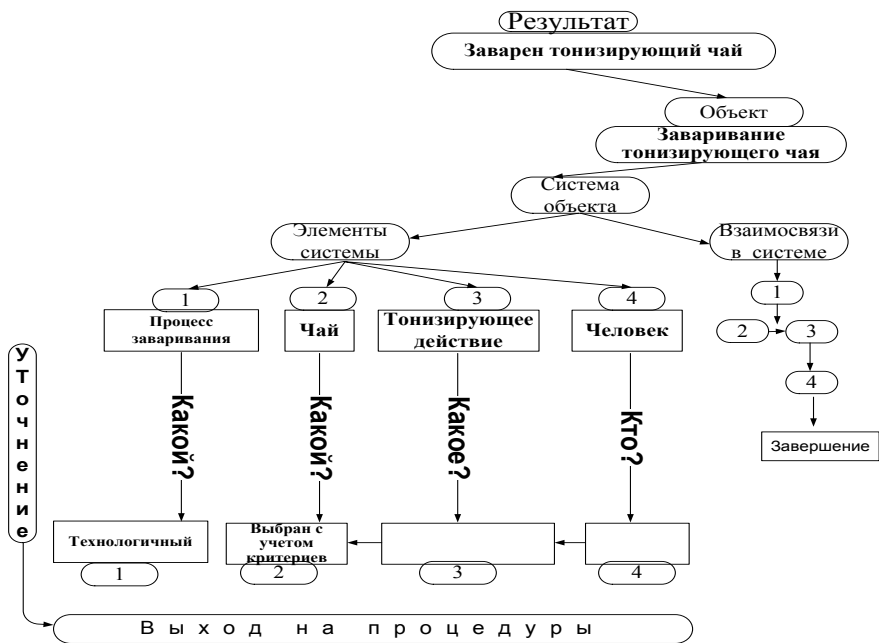 Результат
Заварен тонизирующий чай
Объект
Заваривание
тонизирующего чая
Система
объекта
Элементы
системы
Взаимосвязи
в системе
1
2
3
4
Процесс
заваривания
Чай
Тонизирующее
действие
Человек
1
2
3
4
Завершение
УТочнение
Какой?
Какой?
Какое?
Кто?
Технологичный
Выбран с
учетом
критериев
1
2
3
4
Выход на процедуры